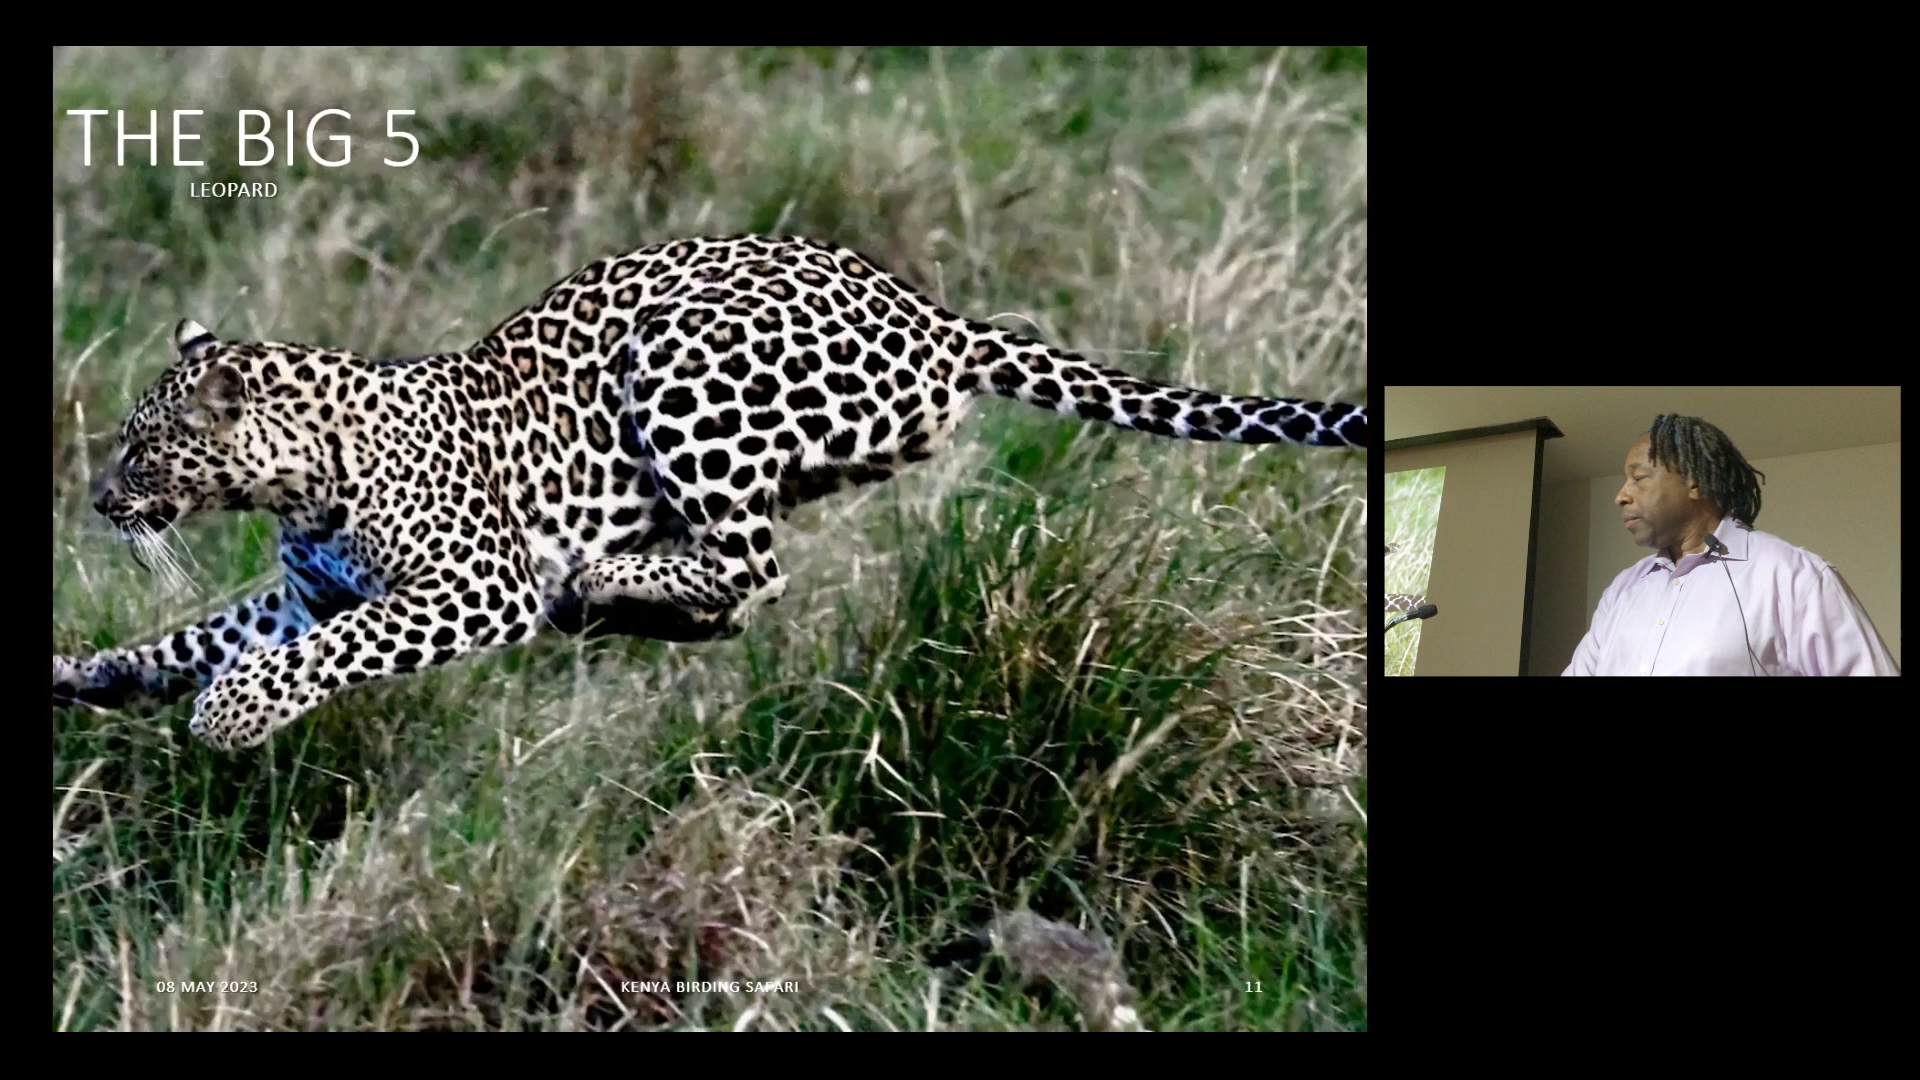 THE BIG 5
LEOPARD
08 MAY 2023
KENYA BIRDING SAFARI
11